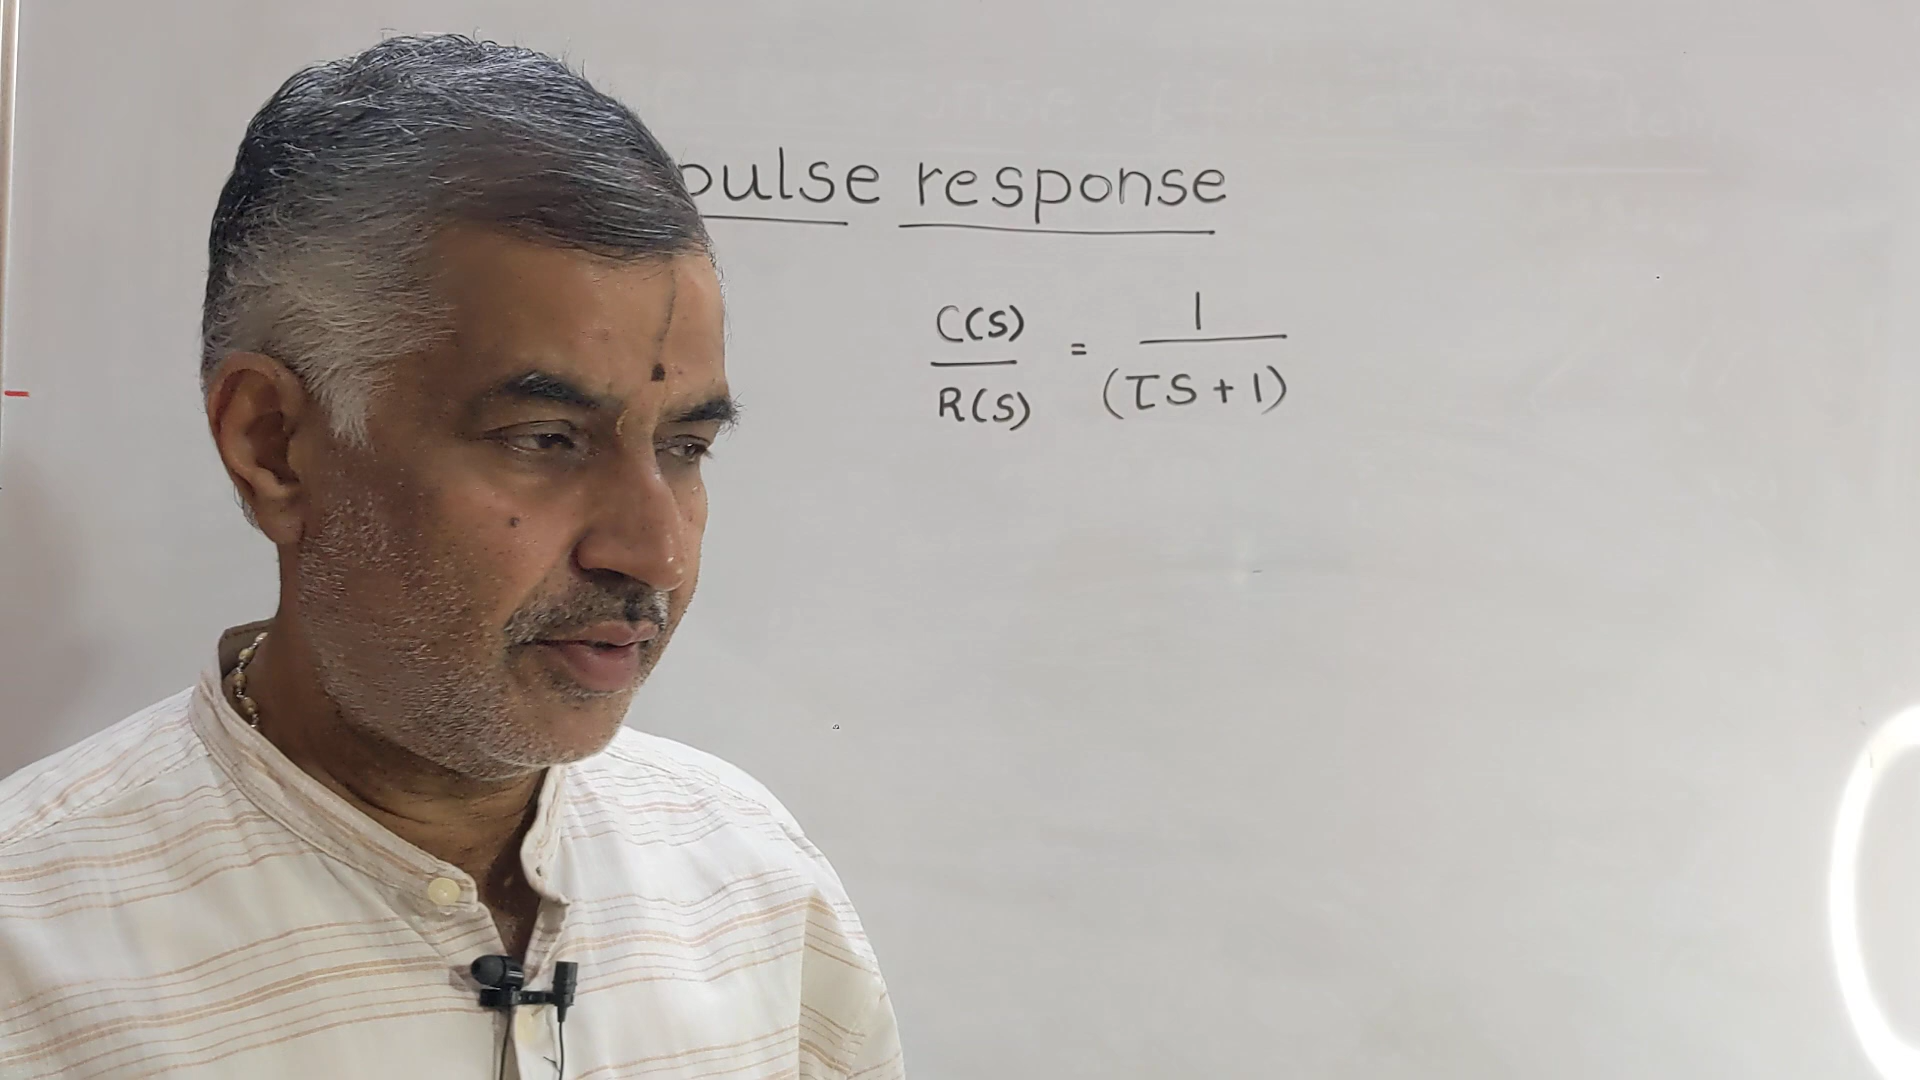 pulse response
C(S)
R(S)
=
1
(τS + 1)